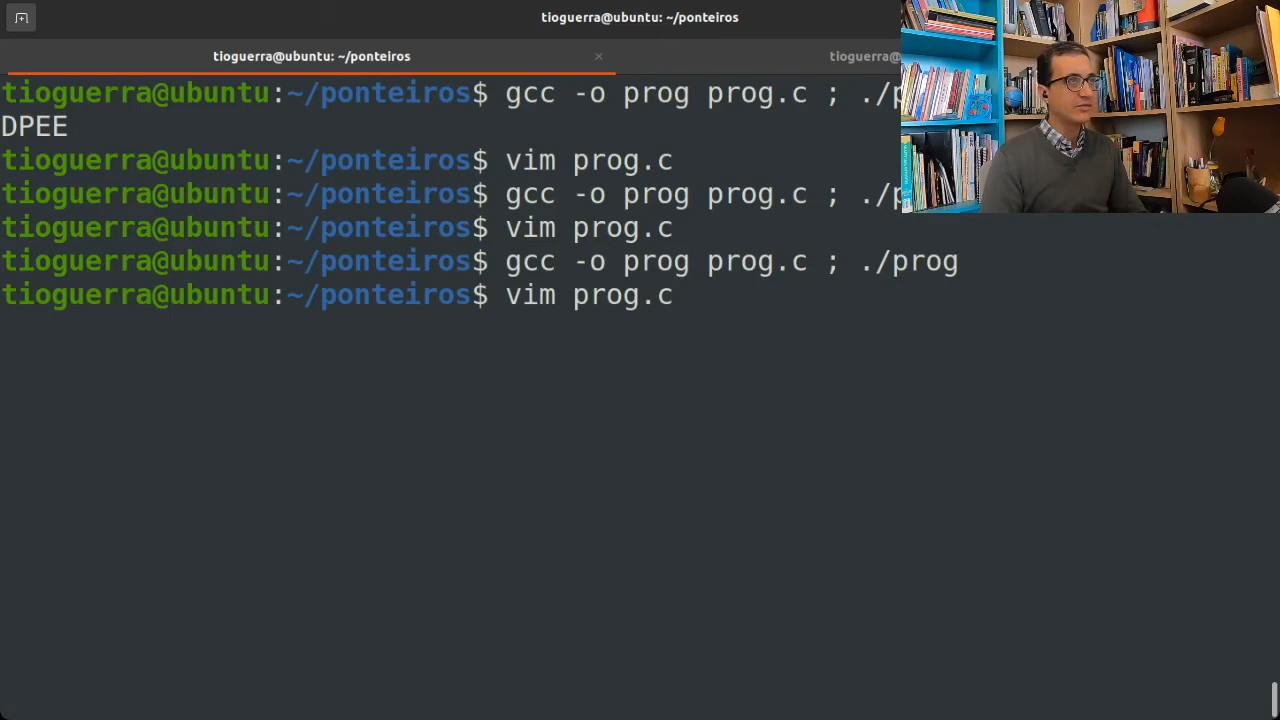 tioguerra@ubuntu: ~/ponteiros
tioguerra@ubuntu: ~/ponteiros
tioguerra@
tioguerra@ubuntu:~/ponteiros$ gcc -o prog prog.c ; ./p
DPEE
tioguerra@ubuntu:~/ponteiros$ vim prog.c
tioguerra@ubuntu:~/ponteiros$ gcc -o prog prog.c ; ./p
tioguerra@ubuntu:~/ponteiros$ vim prog.c
tioguerra@ubuntu:~/ponteiros$ gcc -o prog prog.c ; ./prog
tioguerra@ubuntu:~/ponteiros$ vim prog.c